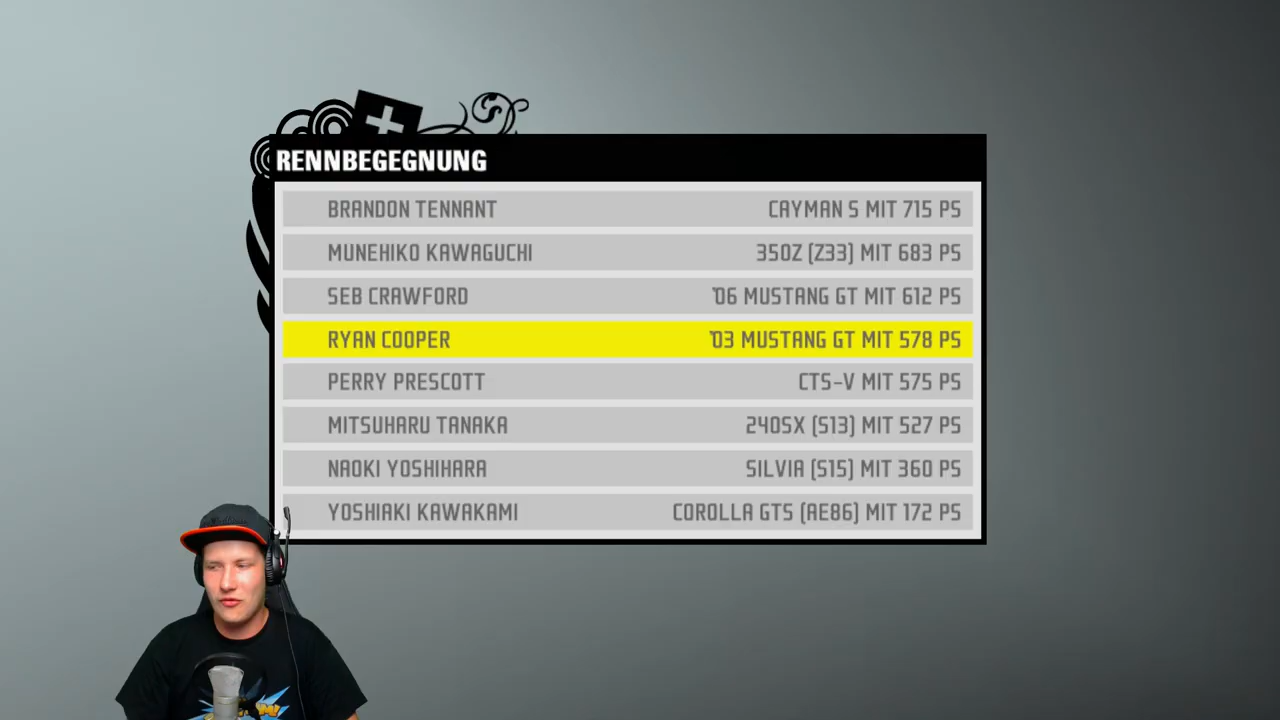 RENNBEGEGNUNG
BRANDON TENNANT CAYMAN S MIT 715 PS
MUNEHIKO KAWAGUCHI 350Z (Z33) MIT 683 PS
SEB CRAWFORD '06 MUSTANG GT MIT 612 PS
RYAN COOPER '03 MUSTANG GT MIT 578 PS
PERRY PRESCOTT CTS-V MIT 575 PS
MITSUHARU TANAKA 240SX (S13) MIT 527 PS
NAOKI YOSHIHARA SILVIA (S15) MIT 360 PS
YOSHIAKI KAWAKAMI COROLLA GTS (AE86) MIT 172 PS